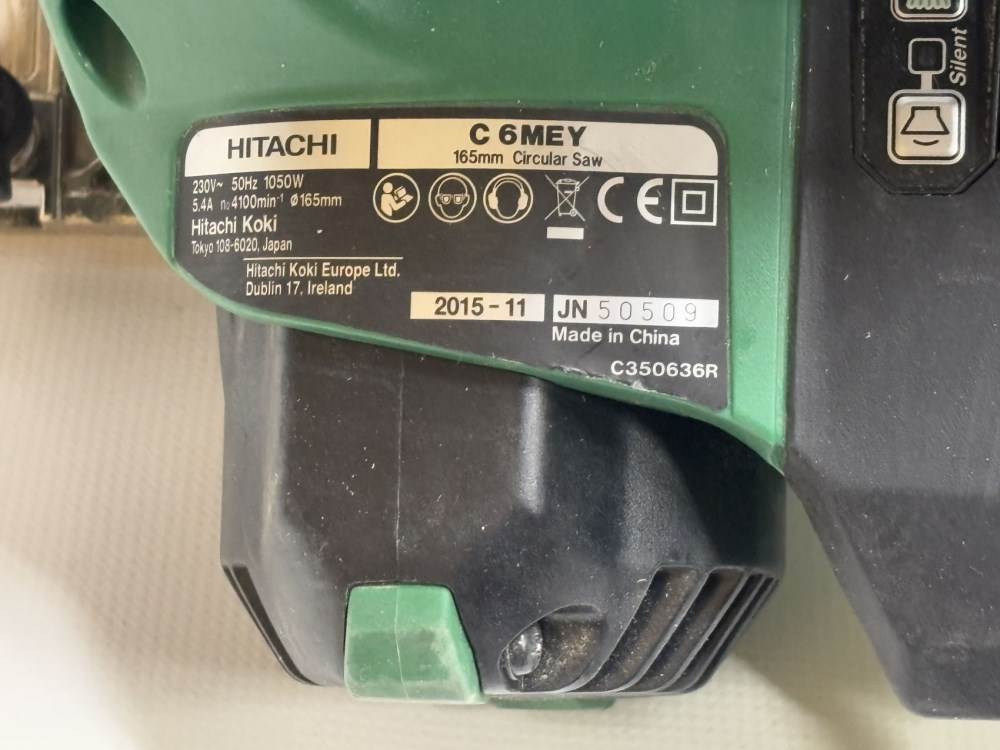 HITACHI
C 6MEY
165mm Circular Saw
230V~ 50Hz 1050W
5.4A n₀4100min⁻¹ Ø165mm
Hitachi Koki
Tokyo 108-6020, Japan
Hitachi Koki Europe Ltd.
Dublin 17, Ireland
CE
2015-11
JN 50509
Made in China
C350636R
Silent